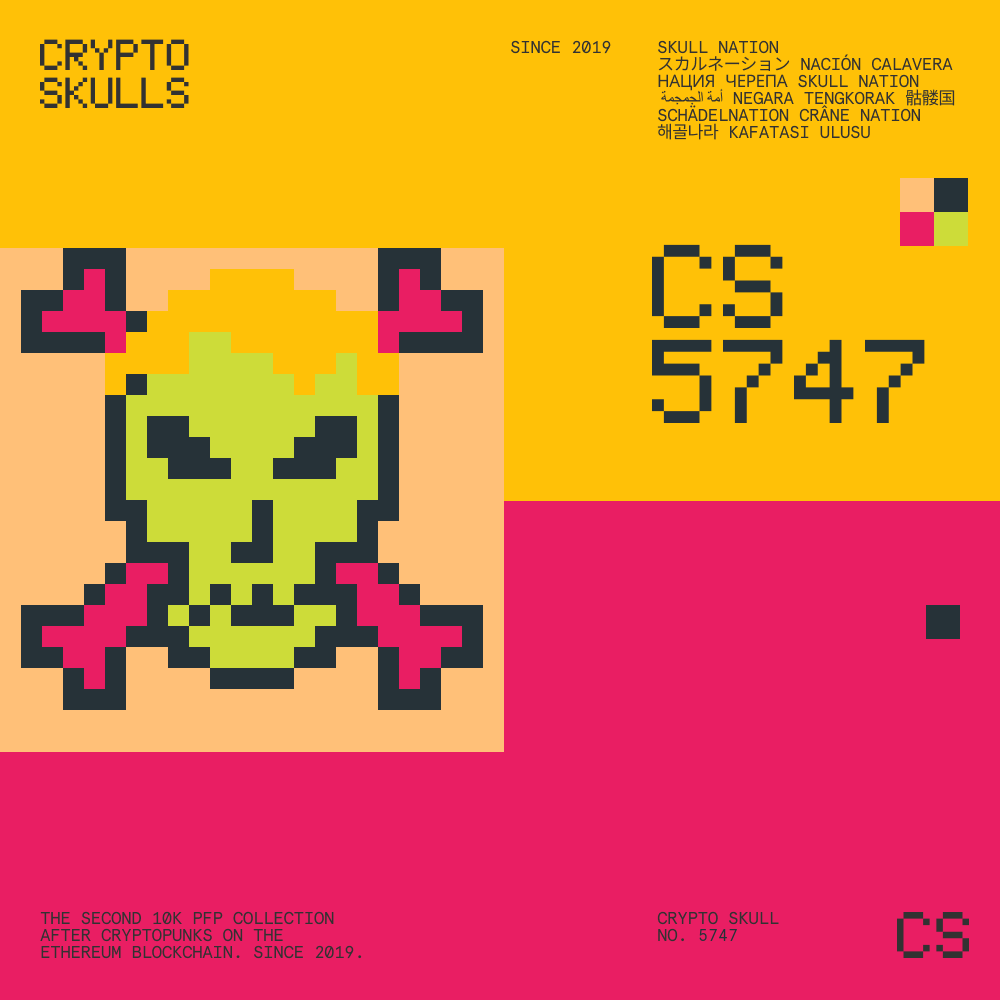 CRYPTO
SKULLS
SINCE 2019
SKULL NATION
スカルネーション NACIÓN CALAVERA
НАЦИЯ ЧЕРЕПА SKULL NATION
أمة الجمجمة NEGARA TENGKORAK 骷髅国
SCHÄDELNATION CRÂNE NATION
해골나라 KAFATASI ULUSU
CS
5747
THE SECOND 10K PFP COLLECTION
AFTER CRYPTOPUNKS ON THE
ETHEREUM BLOCKCHAIN. SINCE 2019.
CRYPTO SKULL
NO. 5747
CS